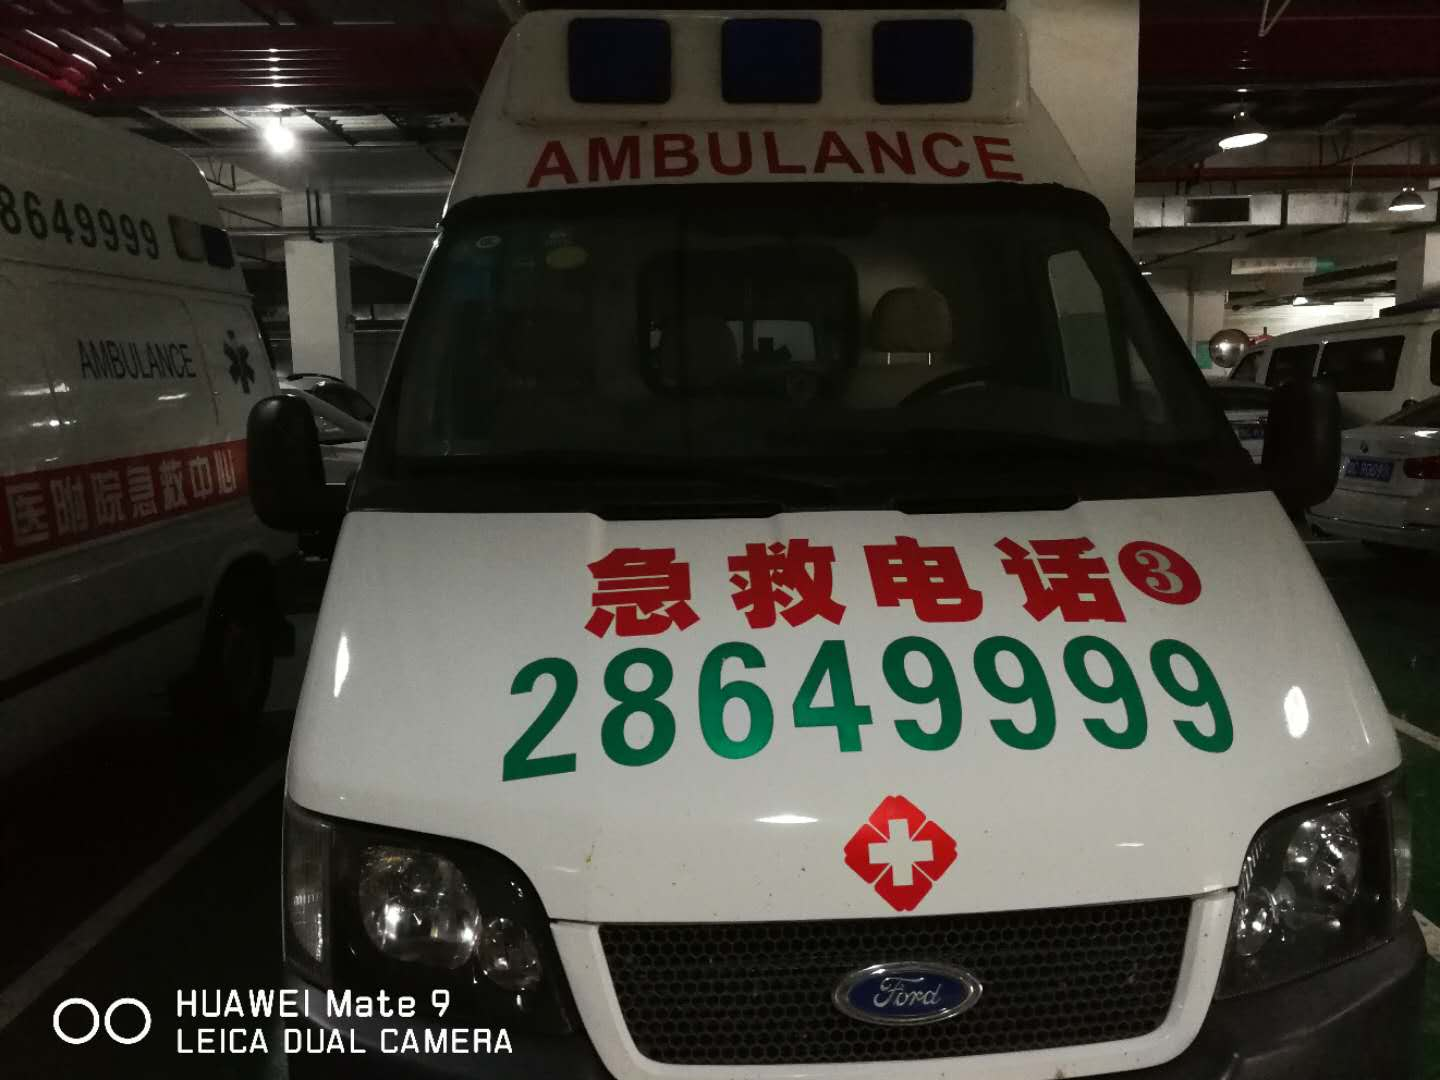 AMBULANCE
8649999
AMBULANCE
医附院急救中心
急救电话3
28649999
Ford
HUAWEI Mate 9
LEICA DUAL CAMERA